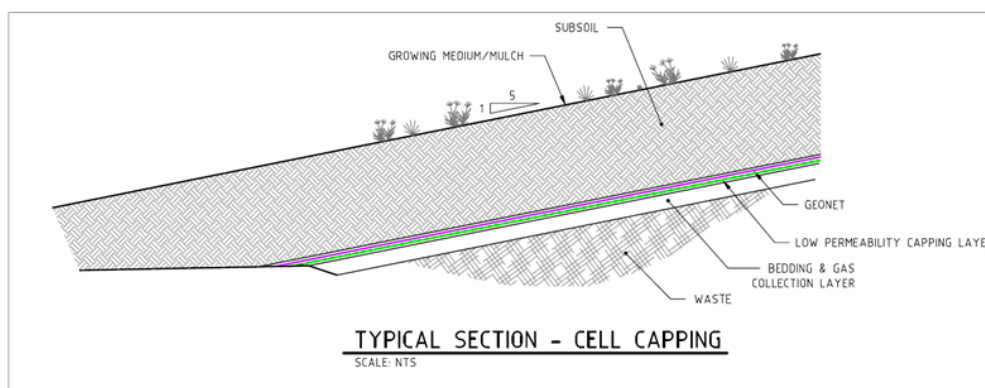 SUBSOIL
GROWING MEDIUM/MULCH
5
1
GEONET
LOW PERMEABILITY CAPPING LAYE
BEDDING & GAS
COLLECTION LAYER
WASTE
TYPICAL SECTION - CELL CAPPING
SCALE: NTS